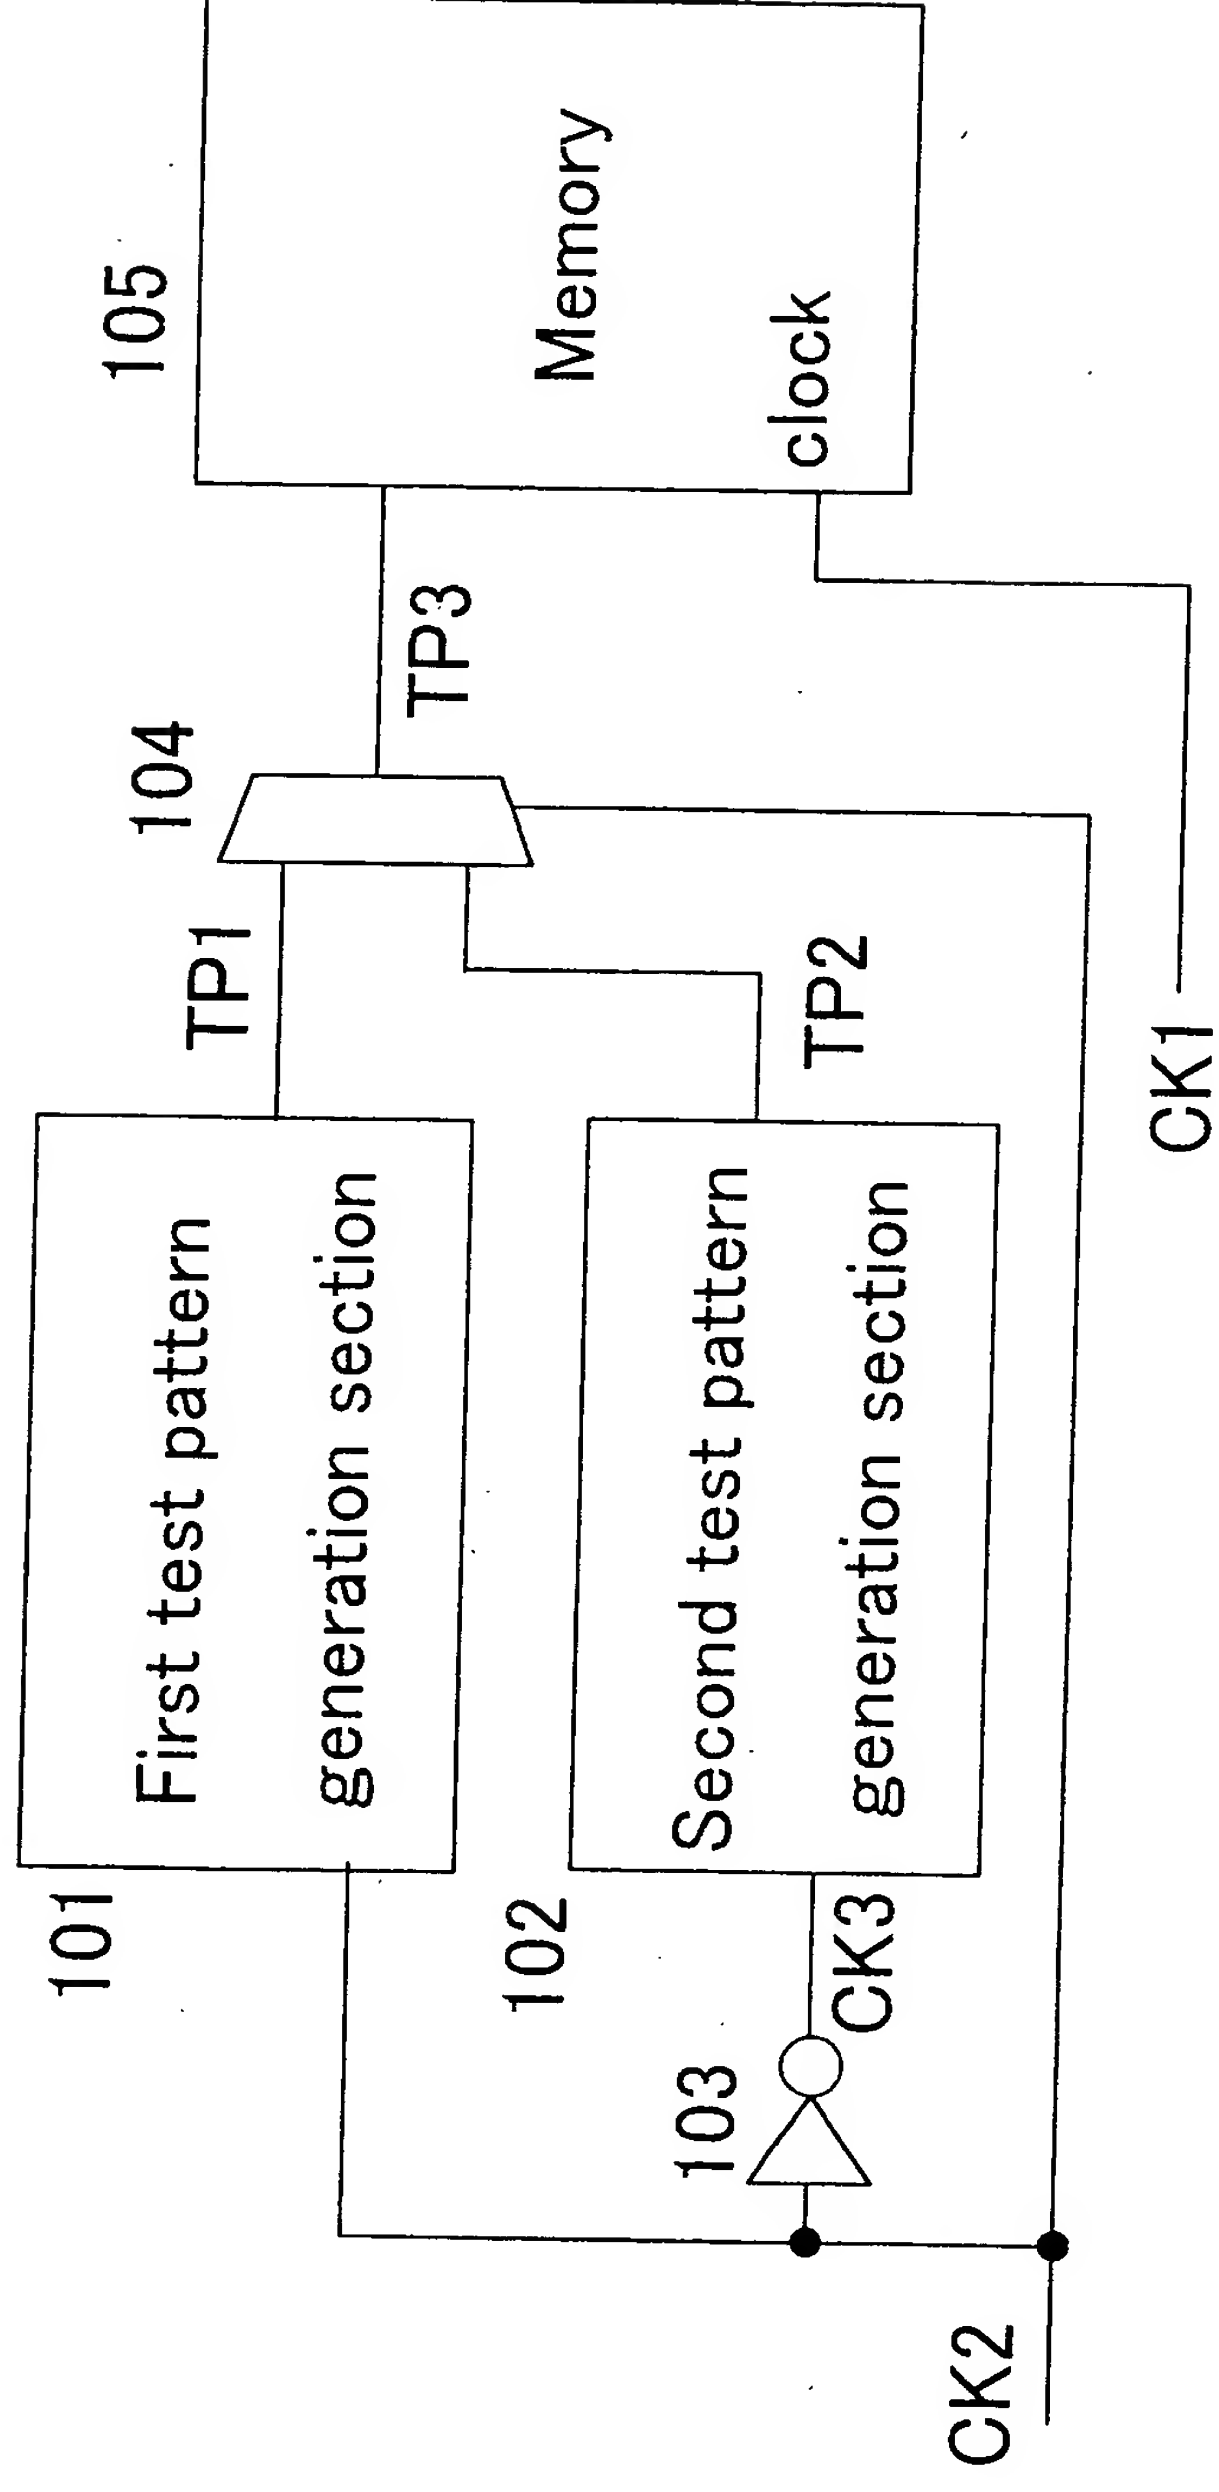 101
First test pattern
generation section
TP1
104
TP3
105
Memory
clock
102
Second test pattern
generation section
TP2
103
CK3
CK2
CK1